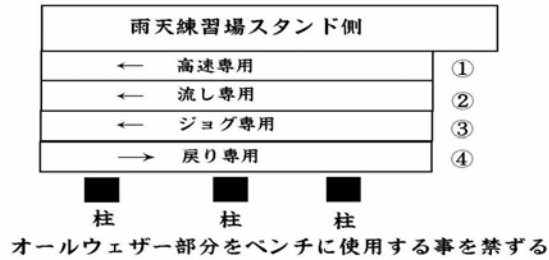 雨天練習場スタンド側
← 高速専用 ①
← 流し専用 ②
← ジョグ専用 ③
→ 戻り専用 ④
柱 柱 柱
オールウェザー部分をベンチに使用する事を禁ずる